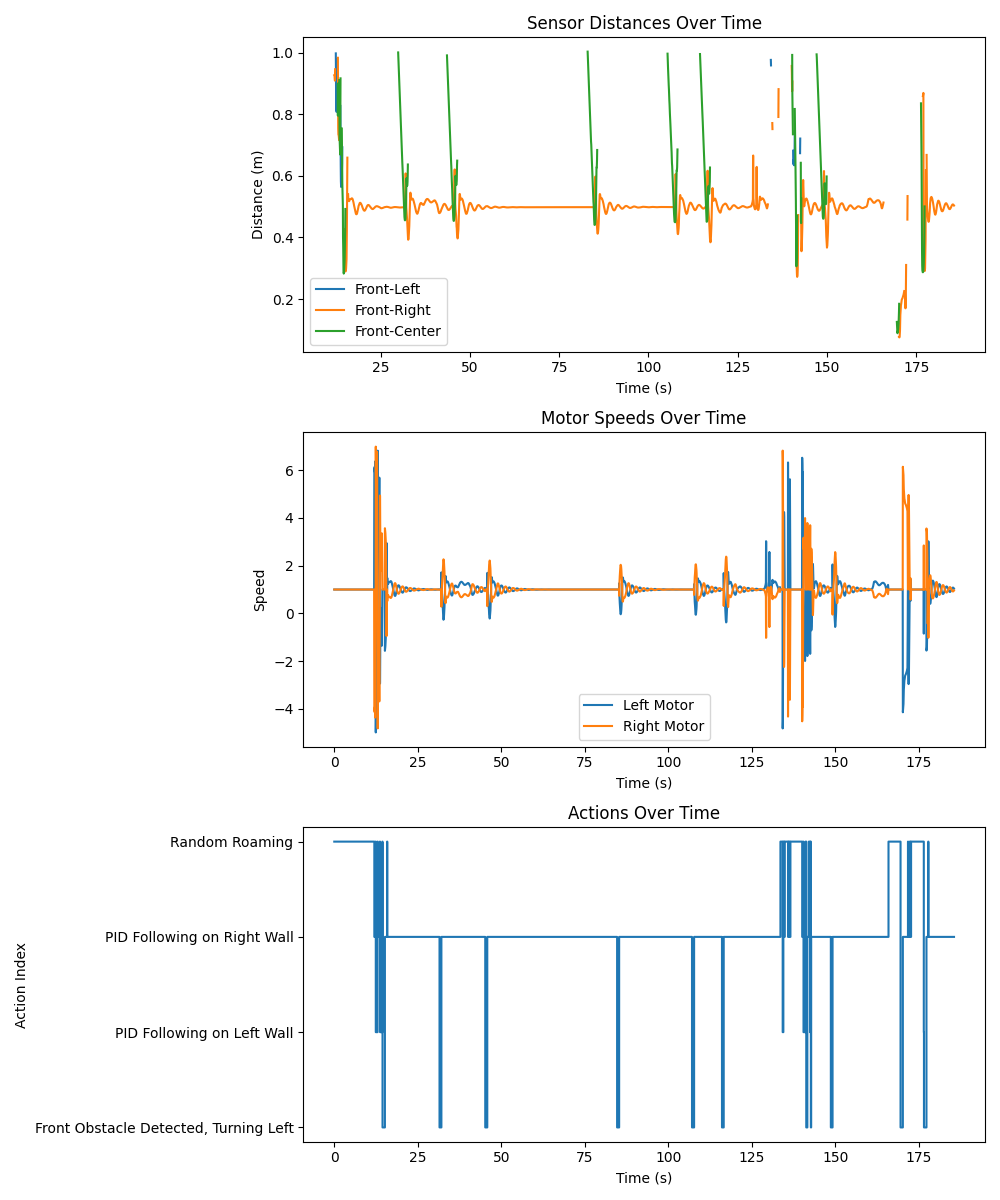 Sensor Distances Over Time
Distance (m)
1.0
0.8
0.6
0.4
0.2
Front-Left
Front-Right
Front-Center
25 50 75 100 125 150 175
Time (s)
Motor Speeds Over Time
Speed
6
4
2
0
−2
−4
Left Motor
Right Motor
0 25 50 75 100 125 150 175
Time (s)
Actions Over Time
Action Index
Random Roaming
PID Following on Right Wall
PID Following on Left Wall
Front Obstacle Detected, Turning Left
0 25 50 75 100 125 150 175
Time (s)